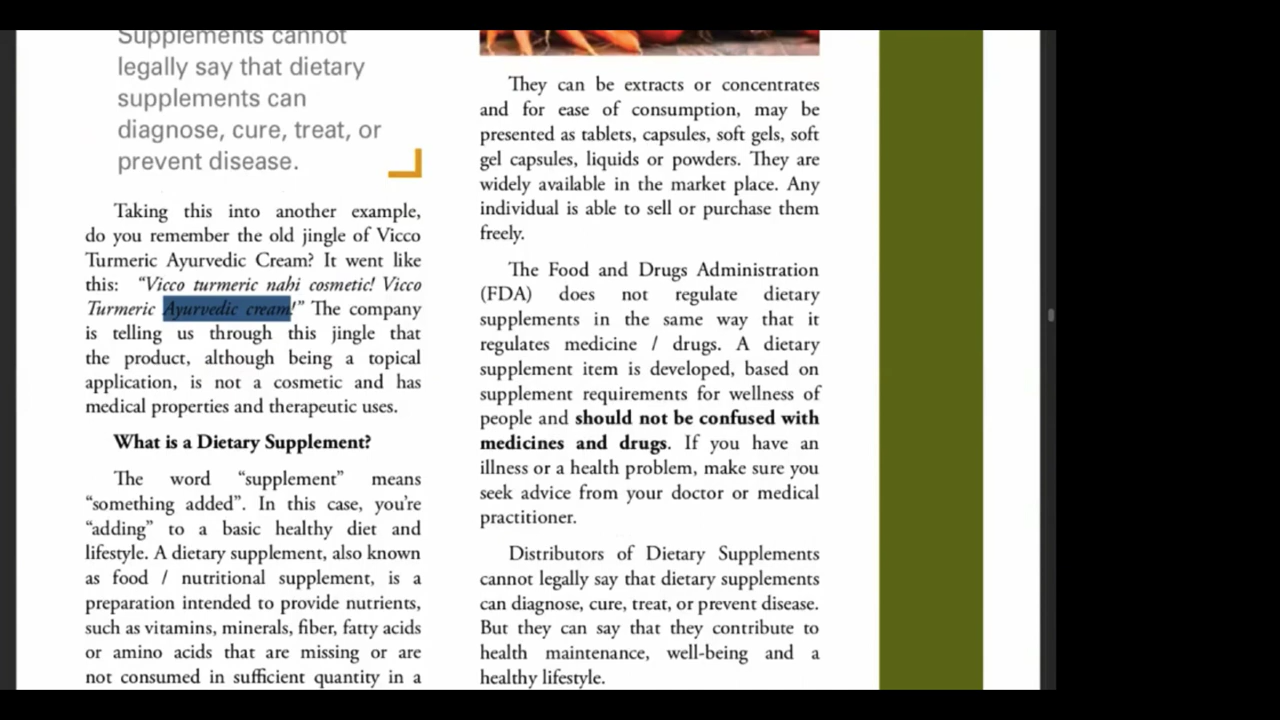 Supplements cannot
legally say that dietary
supplements can
diagnose, cure, treat, or
prevent disease.
Taking this into another example,
do you remember the old jingle of Vicco
Turmeric Ayurvedic Cream? It went like
this: “Vicco turmeric nahi cosmetic! Vicco
Turmeric Ayurvedic cream!” The company
is telling us through this jingle that
the product, although being a topical
application, is not a cosmetic and has
medical properties and therapeutic uses.
What is a Dietary Supplement?
The word “supplement” means
“something added”. In this case, you’re
“adding” to a basic healthy diet and
lifestyle. A dietary supplement, also known
as food / nutritional supplement, is a
preparation intended to provide nutrients,
such as vitamins, minerals, fiber, fatty acids
or amino acids that are missing or are
not consumed in sufficient quantity in a
They can be extracts or concentrates
and for ease of consumption, may be
presented as tablets, capsules, soft gels, soft
gel capsules, liquids or powders. They are
widely available in the market place. Any
individual is able to sell or purchase them
freely.
The Food and Drugs Administration
(FDA) does not regulate dietary
supplements in the same way that it
regulates medicine / drugs. A dietary
supplement item is developed, based on
supplement requirements for wellness of
people and should not be confused with
medicines and drugs. If you have an
illness or a health problem, make sure you
seek advice from your doctor or medical
practitioner.
Distributors of Dietary Supplements
cannot legally say that dietary supplements
can diagnose, cure, treat, or prevent disease.
But they can say that they contribute to
health maintenance, well-being and a
healthy lifestyle.